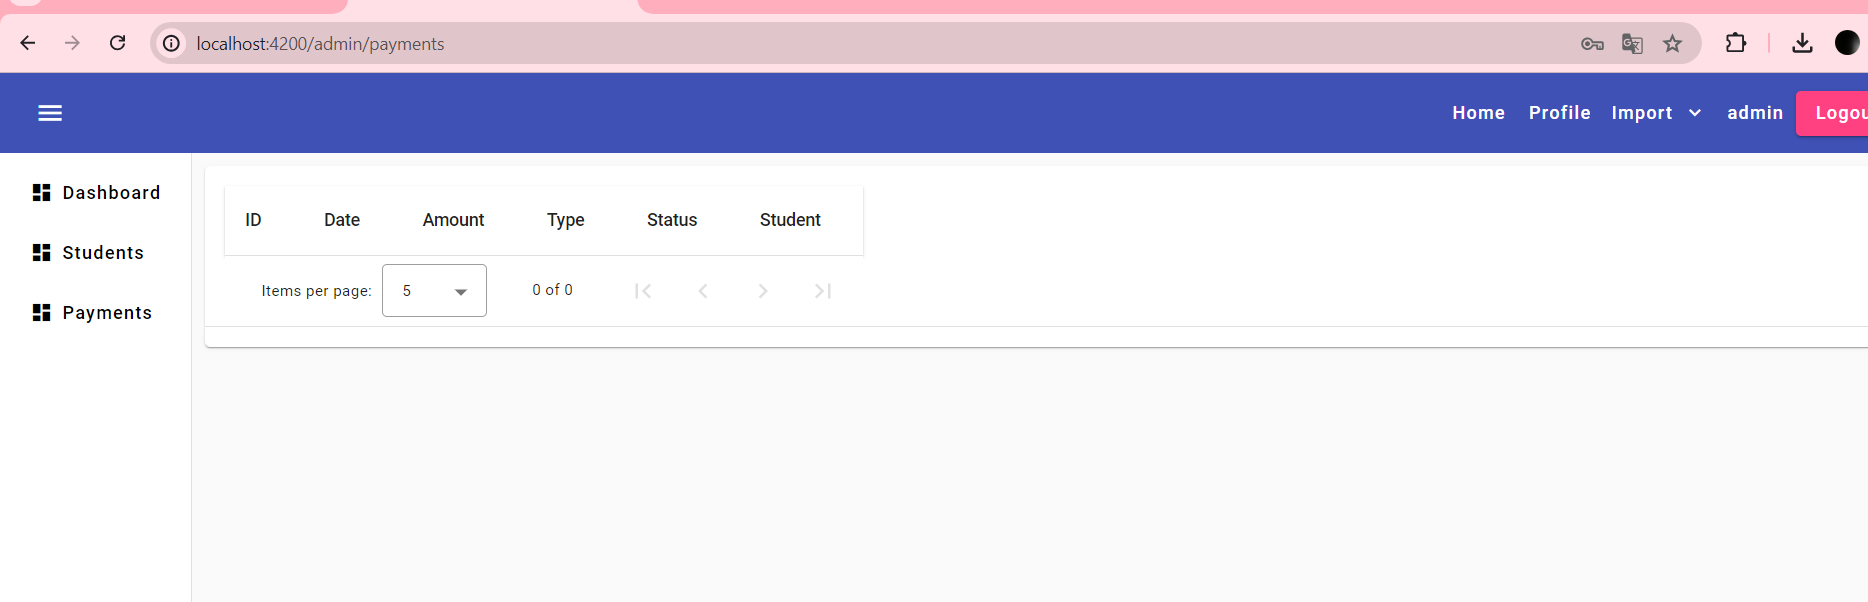 localhost:4200/admin/payments
Home Profile Import admin
Dashboard
Students
Payments
ID Date Amount Type Status Student
Items per page: 5 0 of 0